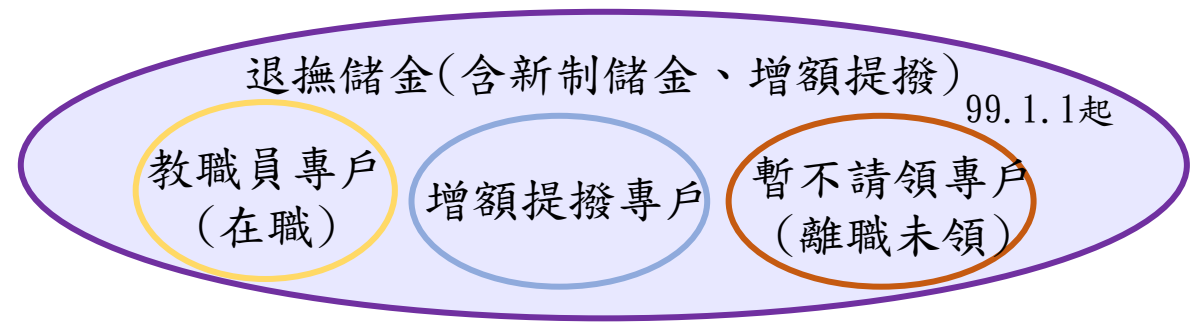 退撫儲金(含新制儲金、增額提撥)
99.1.1起
教職員專戶
(在職)
增額提撥專戶
暫不請領專戶
(離職未領)